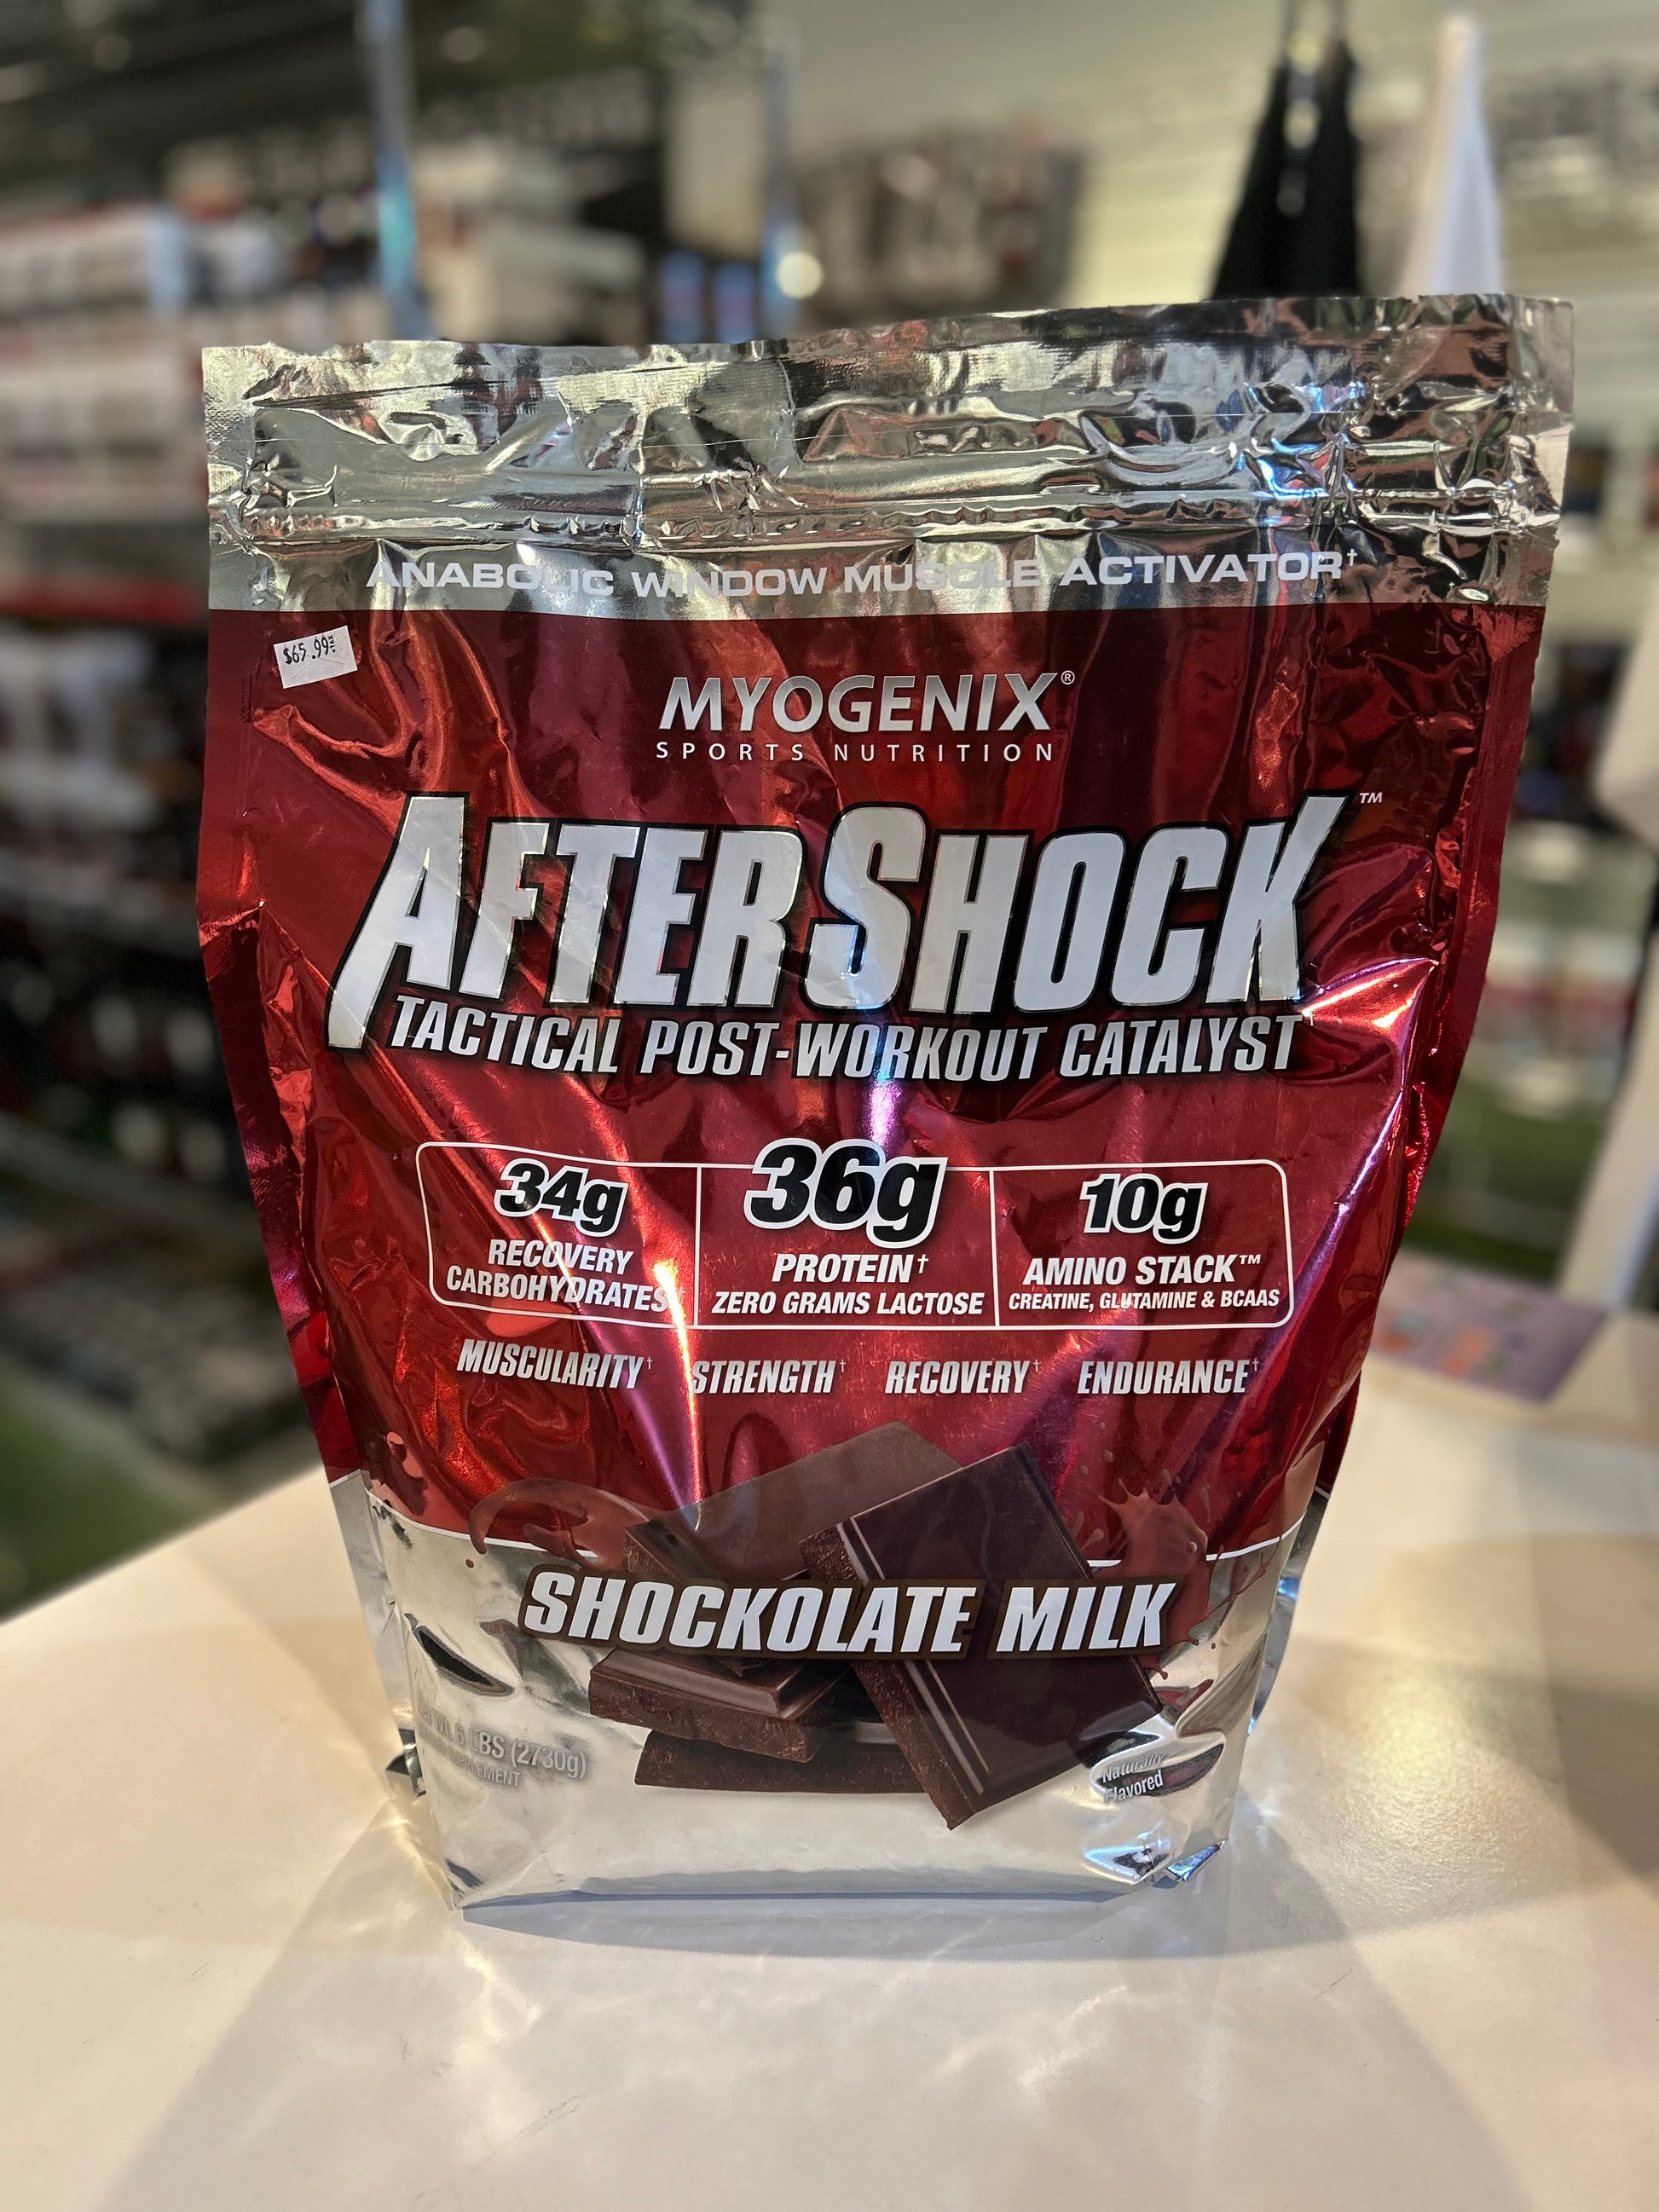 ANABOLIC WINDOW MUSCLE ACTIVATOR†
$65.99
MYOGENIX®
SPORTS NUTRITION
AFTERSHOCK™
TACTICAL POST-WORKOUT CATALYST†
34g
RECOVERY
CARBOHYDRATES†
36g
PROTEIN†
ZERO GRAMS LACTOSE
10g
AMINO STACK™
CREATINE, GLUTAMINE & BCAAS
MUSCULARITY† STRENGTH† RECOVERY† ENDURANCE†
SHOCKOLATE MILK
6 LBS (2730g)
Naturally
Flavored